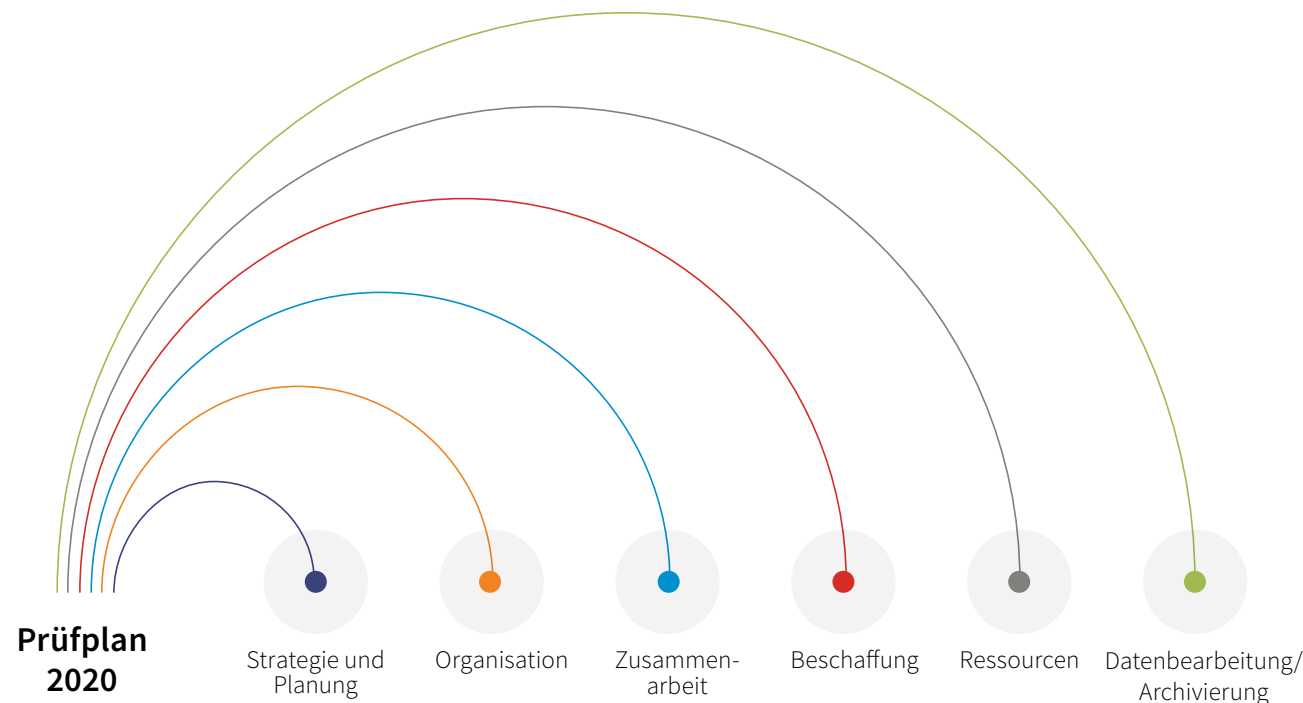 Prüfplan
2020
Strategie und
Planung
Organisation
Zusammen-
arbeit
Beschaffung
Ressourcen
Datenbearbeitung/
Archivierung